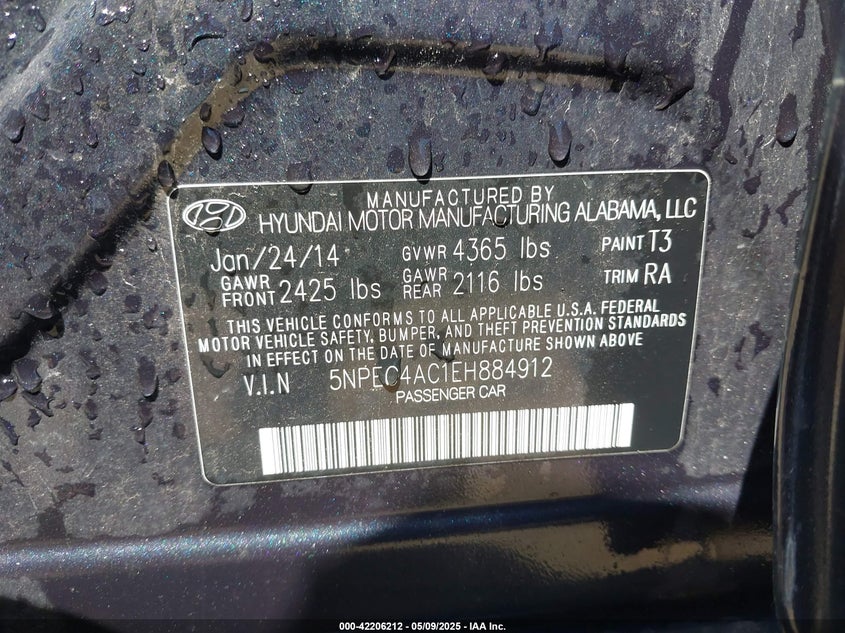 MANUFACTURED BY
HYUNDAI MOTOR MANUFACTURING ALABAMA, LLC
Jan/24/14 GVWR 4365 lbs PAINT T3
GAWR FRONT 2425 lbs GAWR REAR 2116 lbs TRIM RA
THIS VEHICLE CONFORMS TO ALL APPLICABLE U.S.A. FEDERAL
MOTOR VEHICLE SAFETY, BUMPER, AND THEFT PREVENTION STANDARDS
IN EFFECT ON THE DATE OF MANUFACTURE SHOWN ABOVE
V.I.N 5NPEC4AC1EH884912
PASSENGER CAR
000-42206212 - 05/09/2025 - IAA Inc.